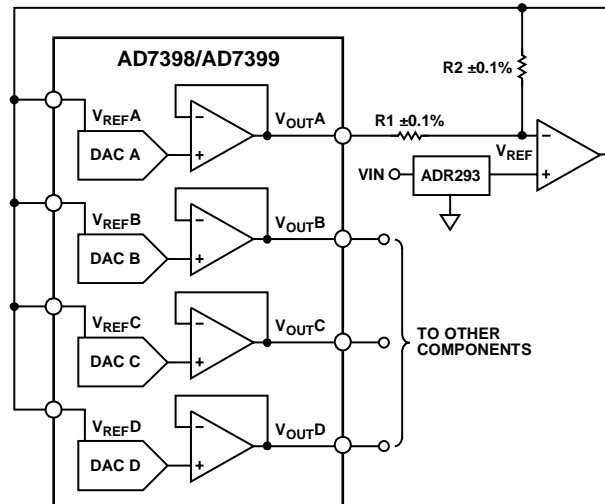 AD7398/AD7399
R2 ±0.1%
R1 ±0.1%
VREFA
VOUTA
DAC A
–
+
–
+
VREF
VIN
ADR293
VREFB
VOUTB
DAC B
–
+
VREFC
VOUTC
DAC C
–
+
TO OTHER
COMPONENTS
VREFD
VOUTD
DAC D
–
+